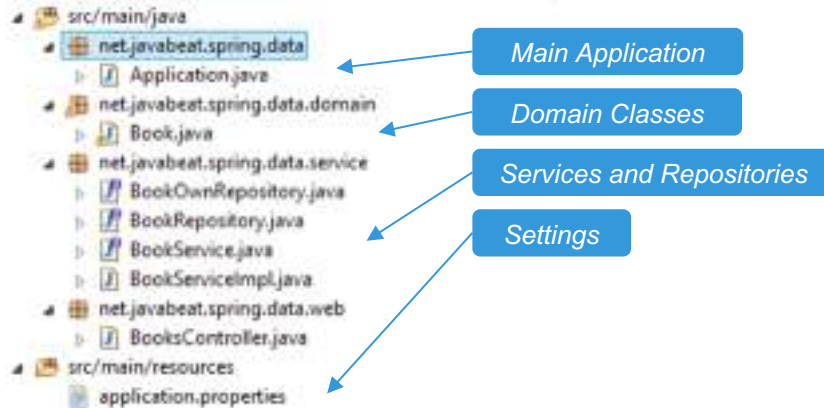 src/main/java
net.javabeat.spring.data
Application.java
net.javabeat.spring.data.domain
Book.java
net.javabeat.spring.data.service
BookOwnRepository.java
BookRepository.java
BookService.java
BookServiceImpl.java
net.javabeat.spring.data.web
BooksController.java
src/main/resources
application.properties
Main Application
Domain Classes
Services and Repositories
Settings